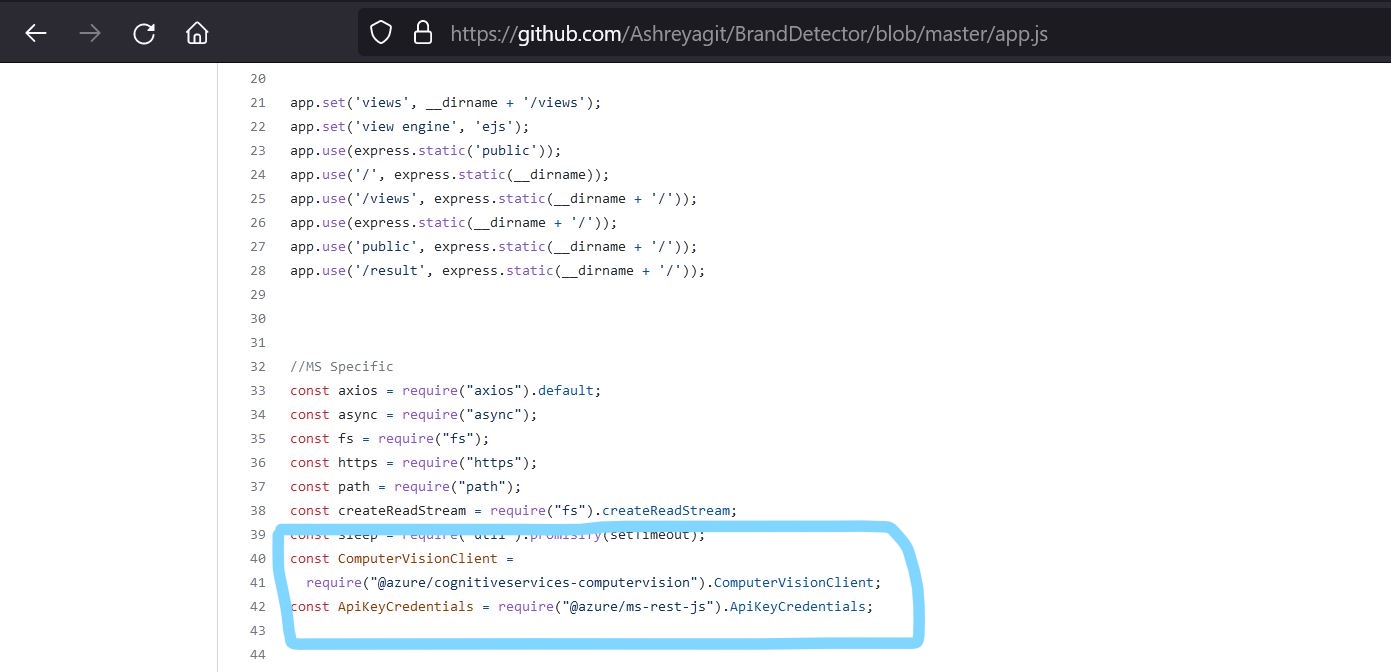 https://github.com/Ashreyagit/BrandDetector/blob/master/app.js
20
21 app.set('views', __dirname + '/views');
22 app.set('view engine', 'ejs');
23 app.use(express.static('public'));
24 app.use('/', express.static(__dirname));
25 app.use('/views', express.static(__dirname + '/'));
26 app.use(express.static(__dirname + '/'));
27 app.use('public', express.static(__dirname + '/'));
28 app.use('/result', express.static(__dirname + '/'));
29
30
31
32 //MS Specific
33 const axios = require("axios").default;
34 const async = require("async");
35 const fs = require("fs");
36 const https = require("https");
37 const path = require("path");
38 const createReadStream = require("fs").createReadStream;
39 const sleep = require("util").promisify(setTimeout);
40 const ComputerVisionClient =
41 require("@azure/cognitiveservices-computervision").ComputerVisionClient;
42 const ApiKeyCredentials = require("@azure/ms-rest-js").ApiKeyCredentials;
43
44